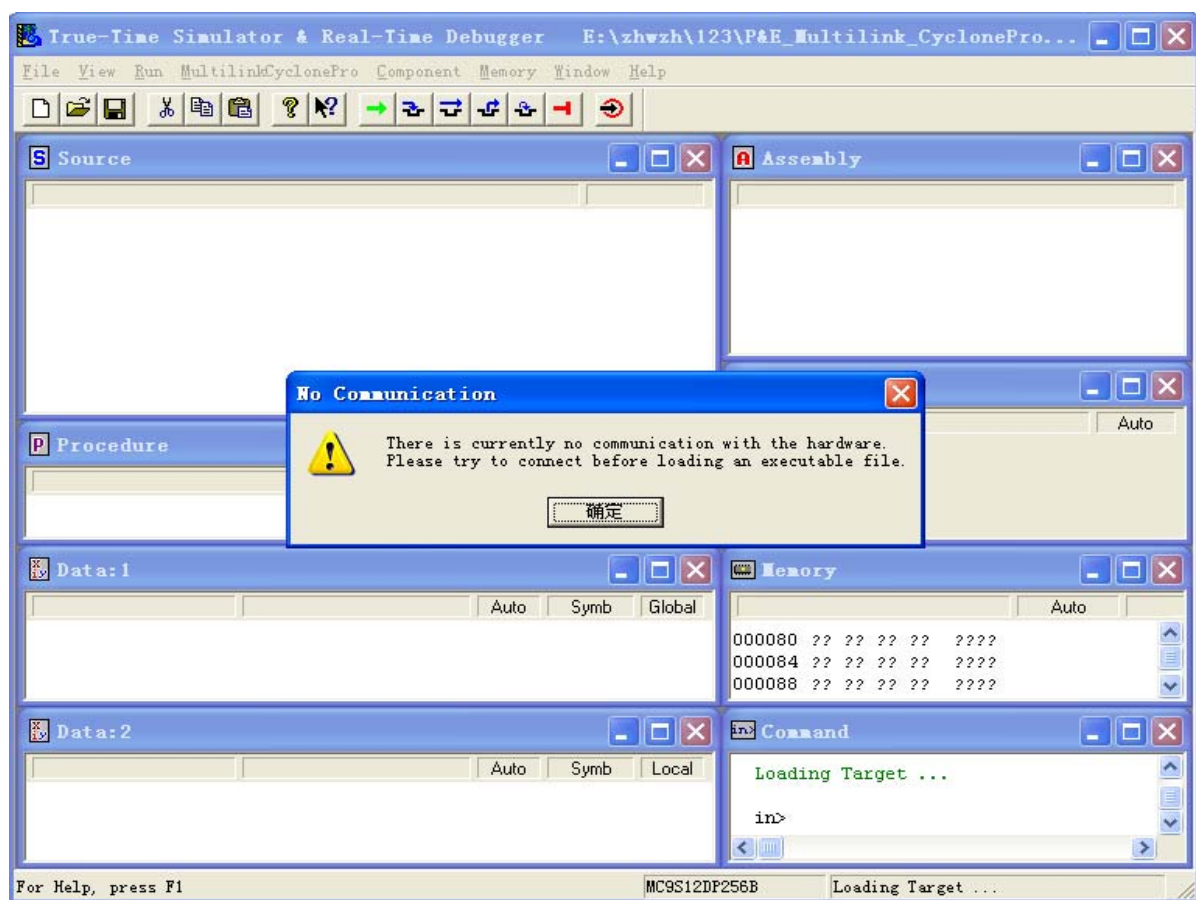 True-Time Simulator & Real-Time Debugger E:\zhwzh\123\P&E_Multilink_CyclonePro...
File View Run MultilinkCyclonePro Component Memory Window Help
Source
Assembly
Auto
Procedure
No Communication
There is currently no communication with the hardware.
Please try to connect before loading an executable file.
确定
Data:1
Auto Symb Global
Memory
Auto
000080 ?? ?? ?? ?? ????
000084 ?? ?? ?? ?? ????
000088 ?? ?? ?? ?? ????
Data:2
Auto Symb Local
Command
Loading Target ...
in>
For Help, press F1 MC9S12DP256B Loading Target ...